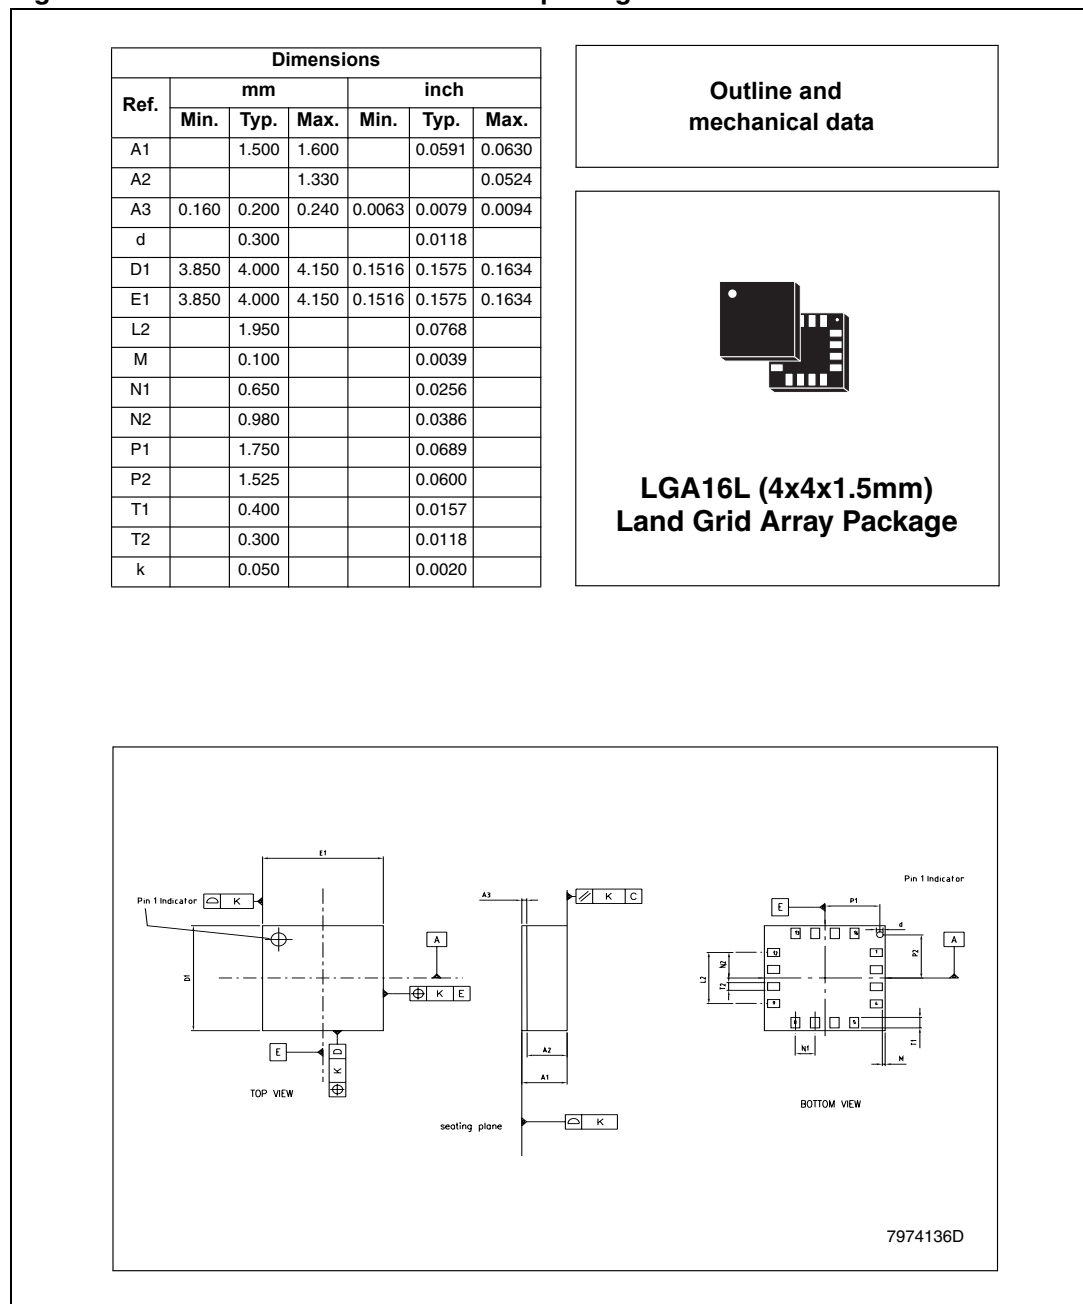 Dimensions
Ref. mm inch
Min. Typ. Max. Min. Typ. Max.
A1 1.500 1.600 0.0591 0.0630
A2 1.330 0.0524
A3 0.160 0.200 0.240 0.0063 0.0079 0.0094
d 0.300 0.0118
D1 3.850 4.000 4.150 0.1516 0.1575 0.1634
E1 3.850 4.000 4.150 0.1516 0.1575 0.1634
L2 1.950 0.0768
M 0.100 0.0039
N1 0.650 0.0256
N2 0.980 0.0386
P1 1.750 0.0689
P2 1.525 0.0600
T1 0.400 0.0157
T2 0.300 0.0118
k 0.050 0.0020
Outline and
mechanical data
LGA16L (4x4x1.5mm)
Land Grid Array Package
E1
Pin 1 Indicator
K
D1
A
K E
E
K D
TOP VIEW
A3
K C
A2
A1
seating plane
K
Pin 1 Indicator
E
P1
d
P2
A
13
12
1
N2
L2
T2
9
5
N1
T1
M
BOTTOM VIEW
7974136D